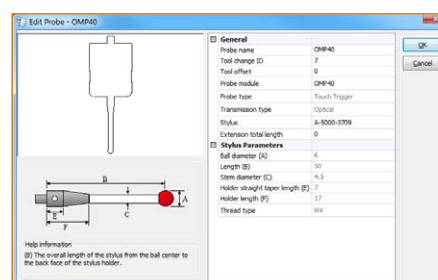 Edit Probe - OMP40
General
Probe name OMP40
Tool change ID 7
Tool offset 0
Probe module OMP40
Probe type Touch Trigger
Transmission type Optical
Stylus A-5000-3709
Extension total length 0
Stylus Parameters
Ball diameter (A) 6
Length (B) 50
Stem diameter (C) 4.5
Holder straight taper length (E) 7
Holder length (F) 17
Thread type M4
OK
Cancel
B
A
C
E
F
Help information
(B) The overall length of the stylus from the ball center to
the back face of the stylus holder.